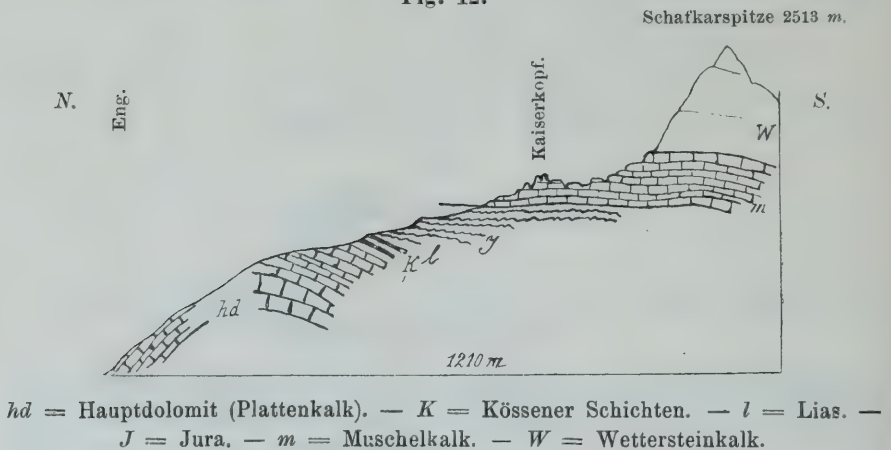 Fig. 12.
Schafkarspitze 2513 m.
N.
Eng.
Kaiserkopf.
S.
W
m
y
l
K
hd
1210 m
hd = Hauptdolomit (Plattenkalk). — K = Kössener Schichten. — l = Lias. —
J = Jura. — m = Muschelkalk. — W = Wettersteinkalk.